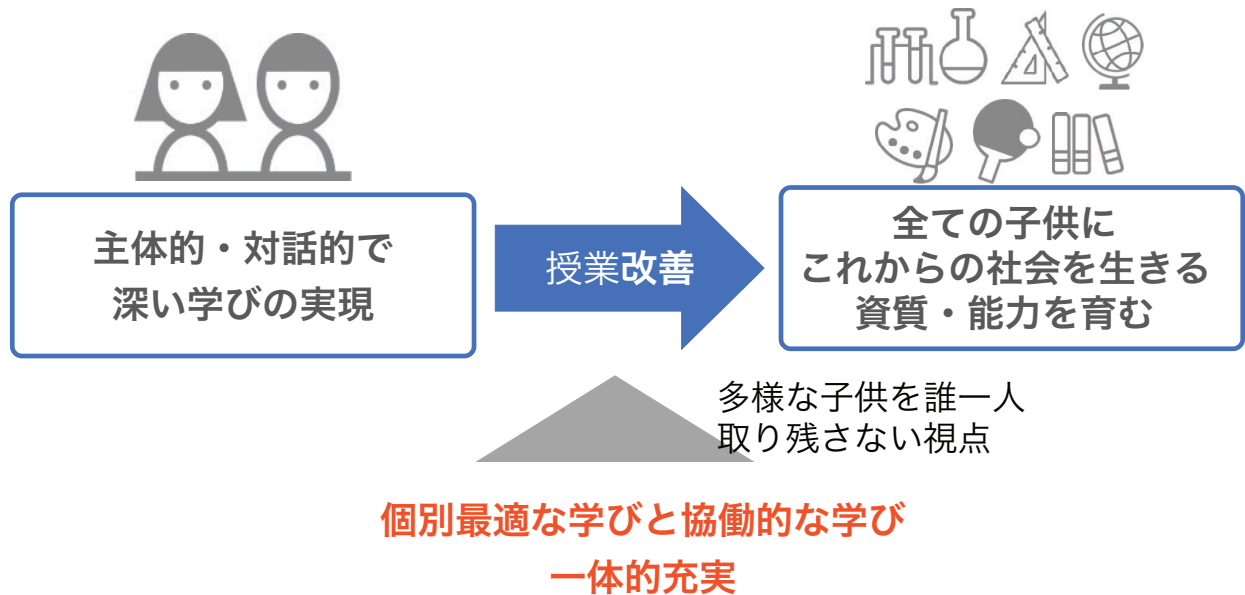 主体的・対話的で
深い学びの実現
授業改善
全ての子供に
これからの社会を生きる
資質・能力を育む
多様な子供を誰一人
取り残さない視点
個別最適な学びと協働的な学び
一体的充実